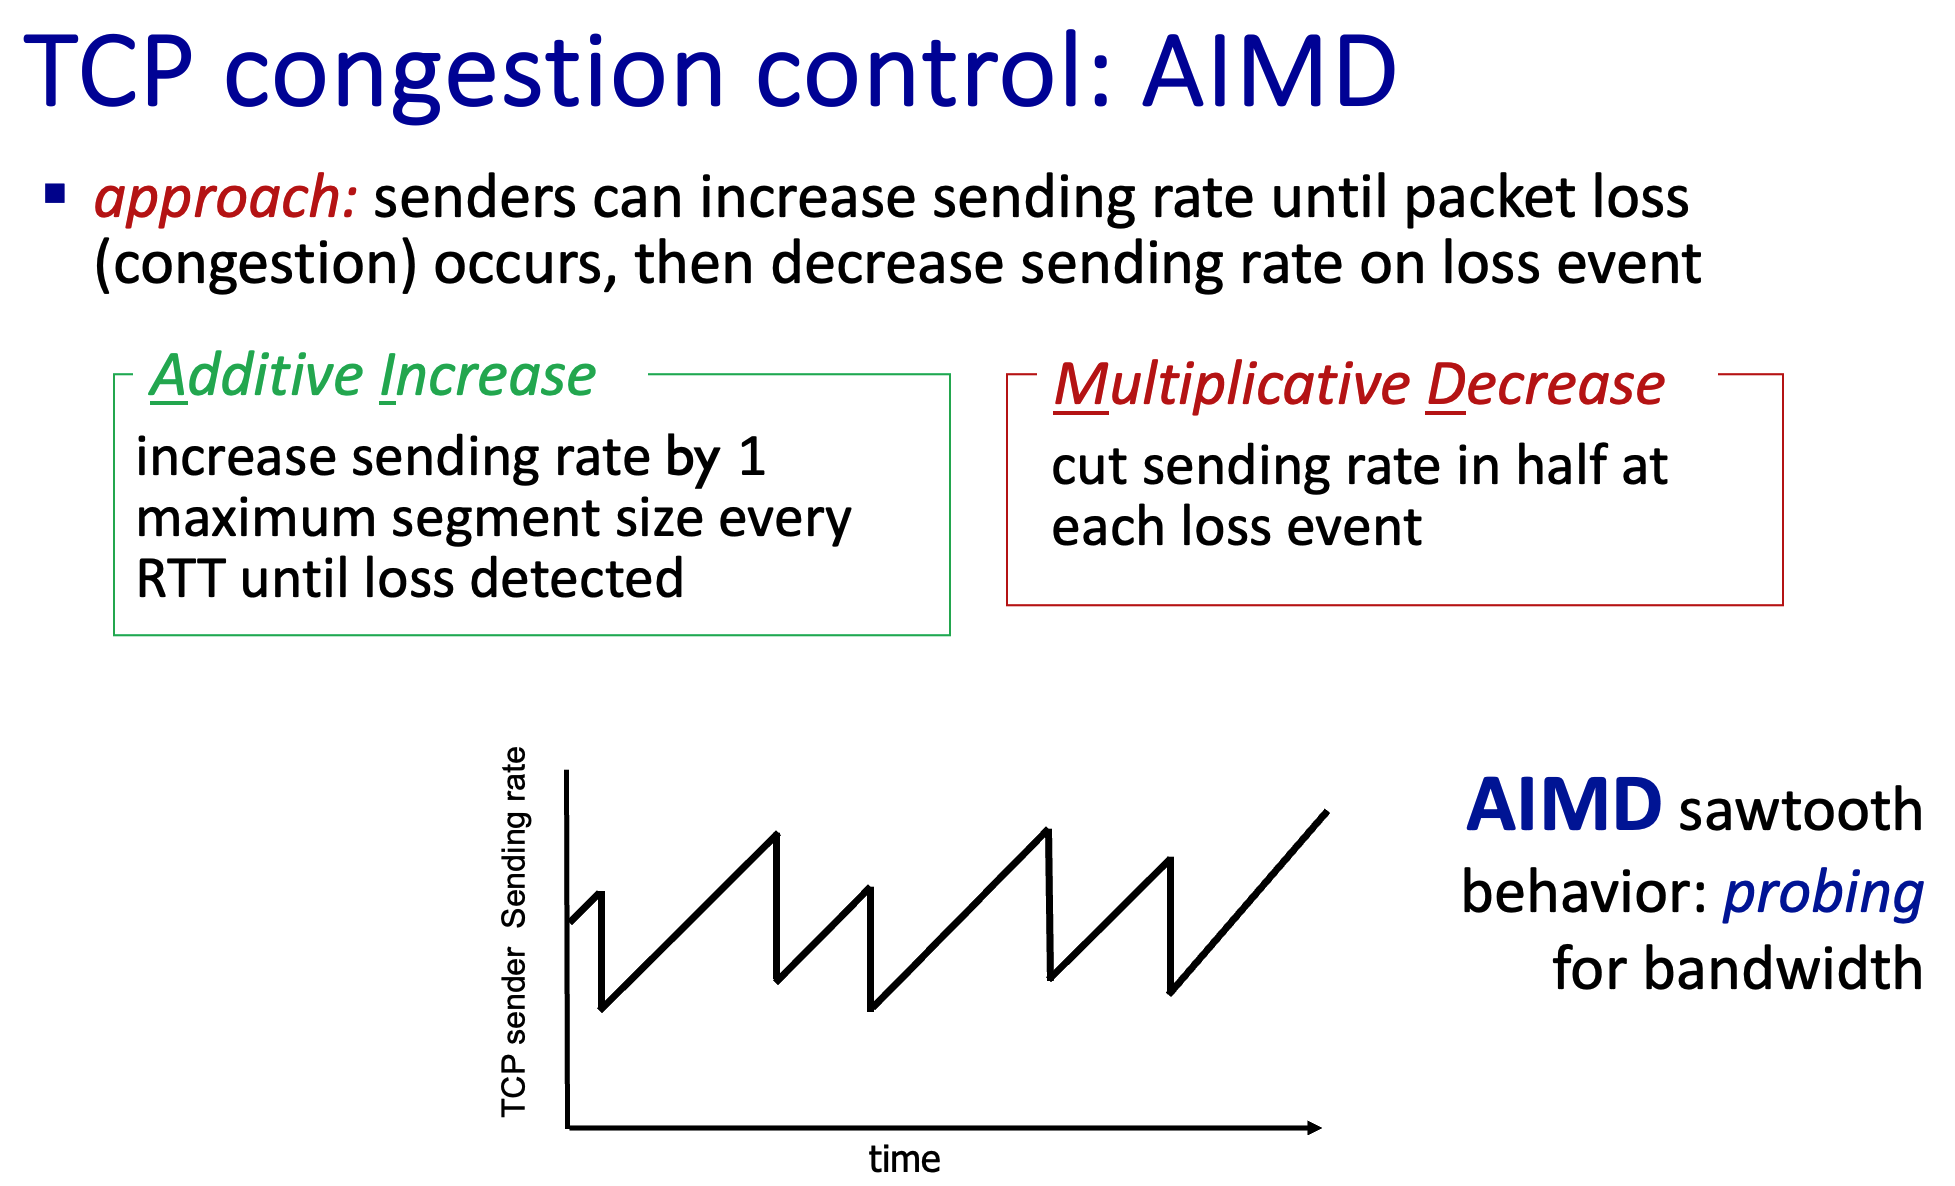 TCP congestion control: AIMD
▪ approach: senders can increase sending rate until packet loss
(congestion) occurs, then decrease sending rate on loss event
Additive Increase
increase sending rate by 1
maximum segment size every
RTT until loss detected
Multiplicative Decrease
cut sending rate in half at
each loss event
TCP sender Sending rate
time
AIMD sawtooth
behavior: probing
for bandwidth